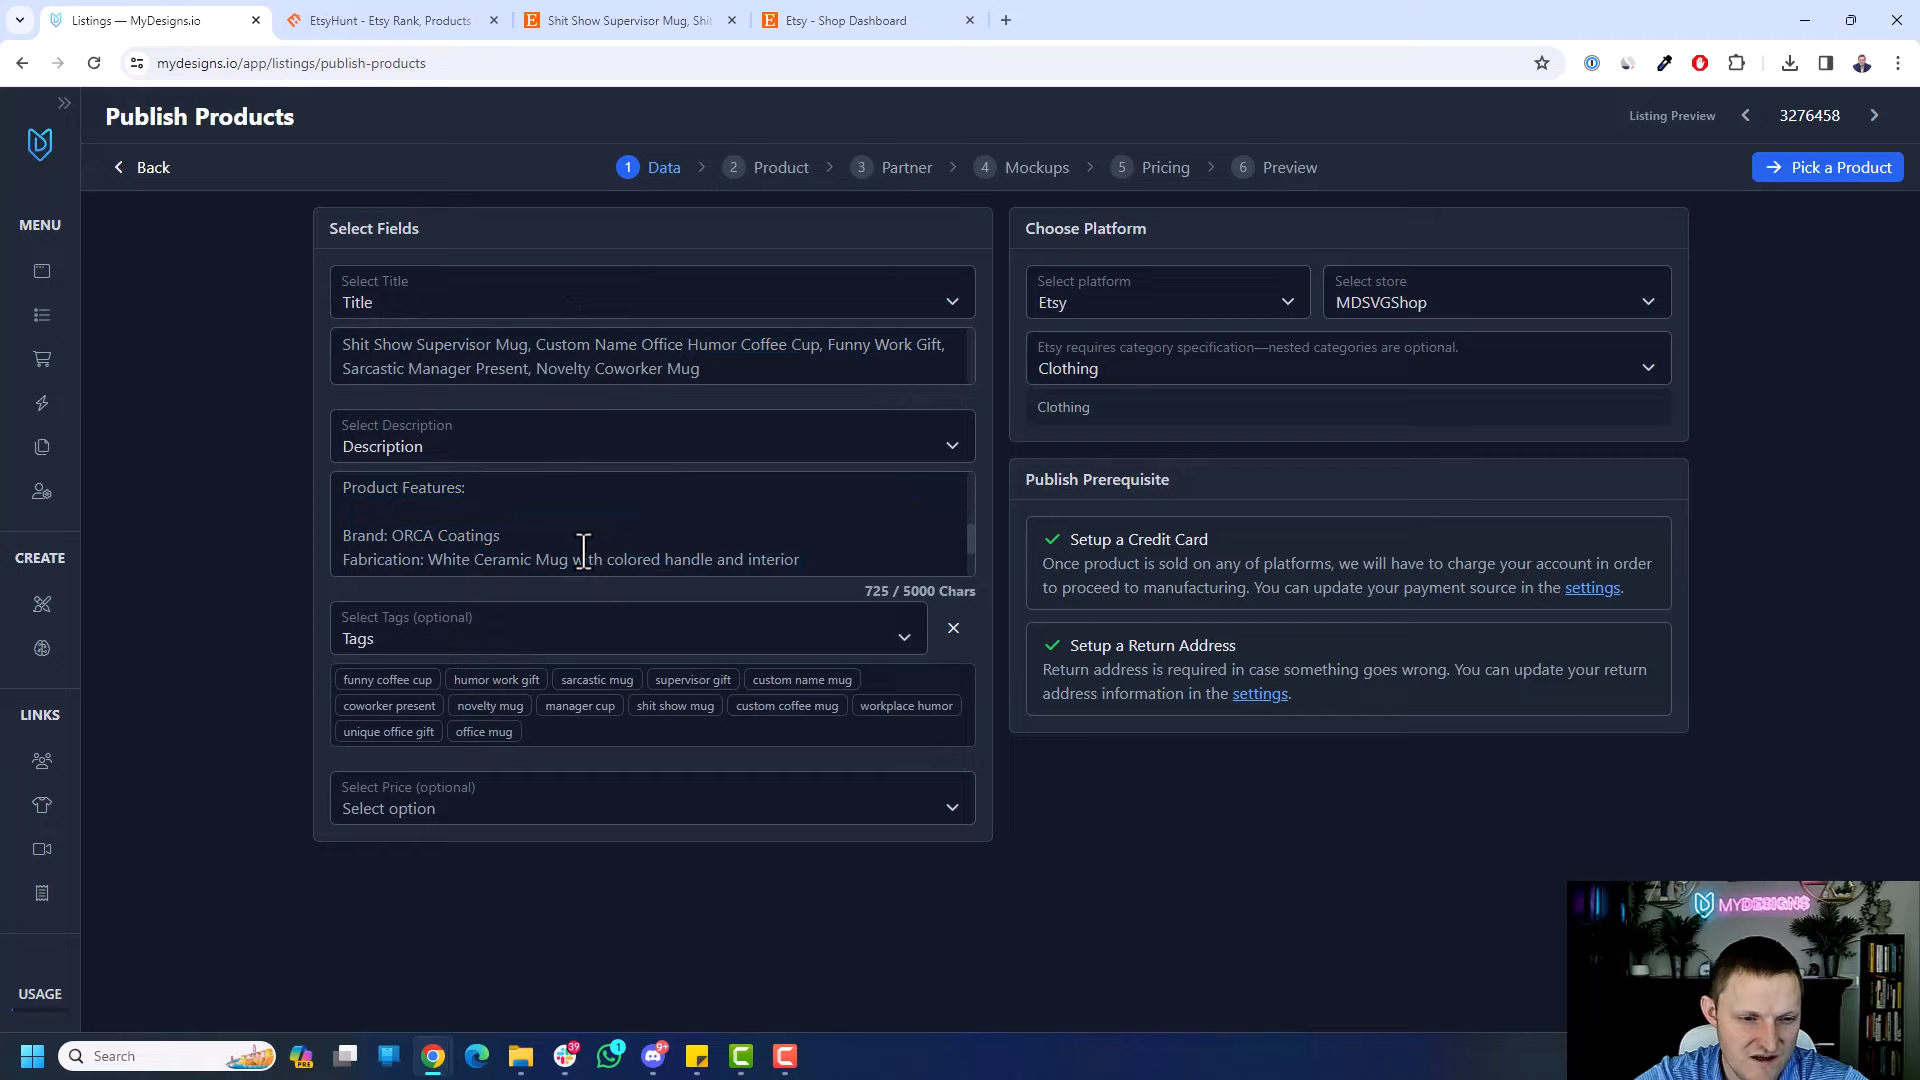 Listings — MyDesigns.io
EtsyHunt - Etsy Rank, Products
Shit Show Supervisor Mug, Shit
Etsy - Shop Dashboard
mydesigns.io/app/listings/publish-products
Publish Products
Listing Preview
3276458
Back
1 Data
2 Product
3 Partner
4 Mockups
5 Pricing
6 Preview
Pick a Product
MENU
CREATE
LINKS
USAGE
Select Fields
Select Title
Title
Shit Show Supervisor Mug, Custom Name Office Humor Coffee Cup, Funny Work Gift,
Sarcastic Manager Present, Novelty Coworker Mug
Select Description
Description
Product Features:
Brand: ORCA Coatings
Fabrication: White Ceramic Mug with colored handle and interior
725 / 5000 Chars
Select Tags (optional)
Tags
funny coffee cup
humor work gift
sarcastic mug
supervisor gift
custom name mug
coworker present
novelty mug
manager cup
shit show mug
custom coffee mug
workplace humor
unique office gift
office mug
Select Price (optional)
Select option
Choose Platform
Select platform
Etsy
Select store
MDSVGShop
Etsy requires category specification—nested categories are optional.
Clothing
Clothing
Publish Prerequisite
Setup a Credit Card
Once product is sold on any of platforms, we will have to charge your account in order
to proceed to manufacturing. You can update your payment source in the settings.
Setup a Return Address
Return address is required in case something goes wrong. You can update your return
address information in the settings.
MYDESIGNS
Search
PRE
39
1
9+